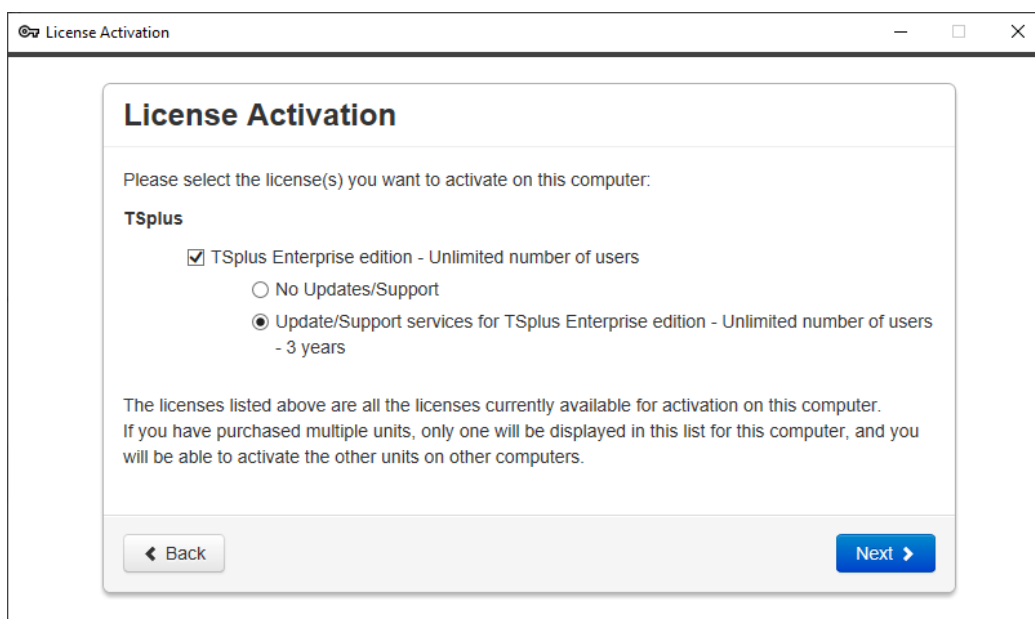 License Activation
License Activation
Please select the license(s) you want to activate on this computer:
TSplus
TSplus Enterprise edition - Unlimited number of users
No Updates/Support
Update/Support services for TSplus Enterprise edition - Unlimited number of users
- 3 years
The licenses listed above are all the licenses currently available for activation on this computer.
If you have purchased multiple units, only one will be displayed in this list for this computer, and you
will be able to activate the other units on other computers.
Back
Next